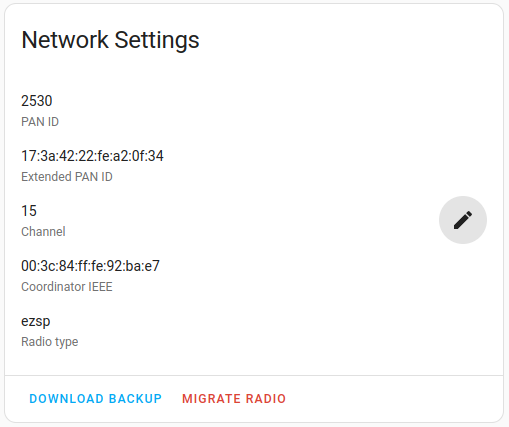 Network Settings
2530
PAN ID
17:3a:42:22:fe:a2:0f:34
Extended PAN ID
15
Channel
00:3c:84:ff:fe:92:ba:e7
Coordinator IEEE
ezsp
Radio type
DOWNLOAD BACKUP MIGRATE RADIO